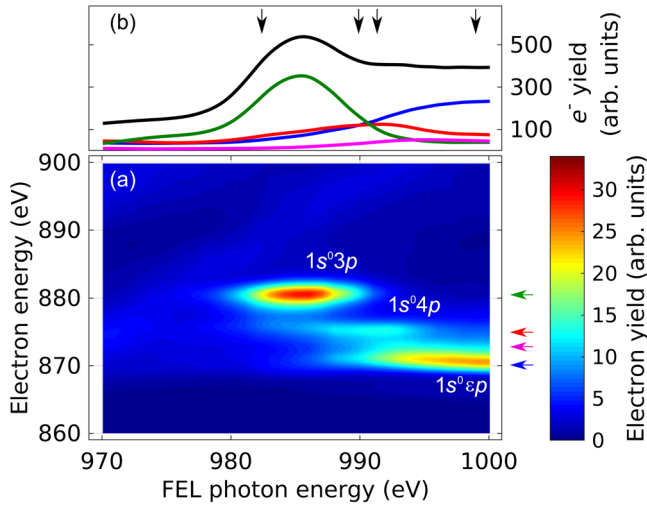 (b)
500
300
100
e⁻ yield
(arb. units)
(a)
900
890
880
870
860
Electron energy (eV)
1s⁰3p
1s⁰4p
1s⁰εp
970
980
990
1000
FEL photon energy (eV)
30
25
20
15
10
5
0
Electron yield (arb. units)